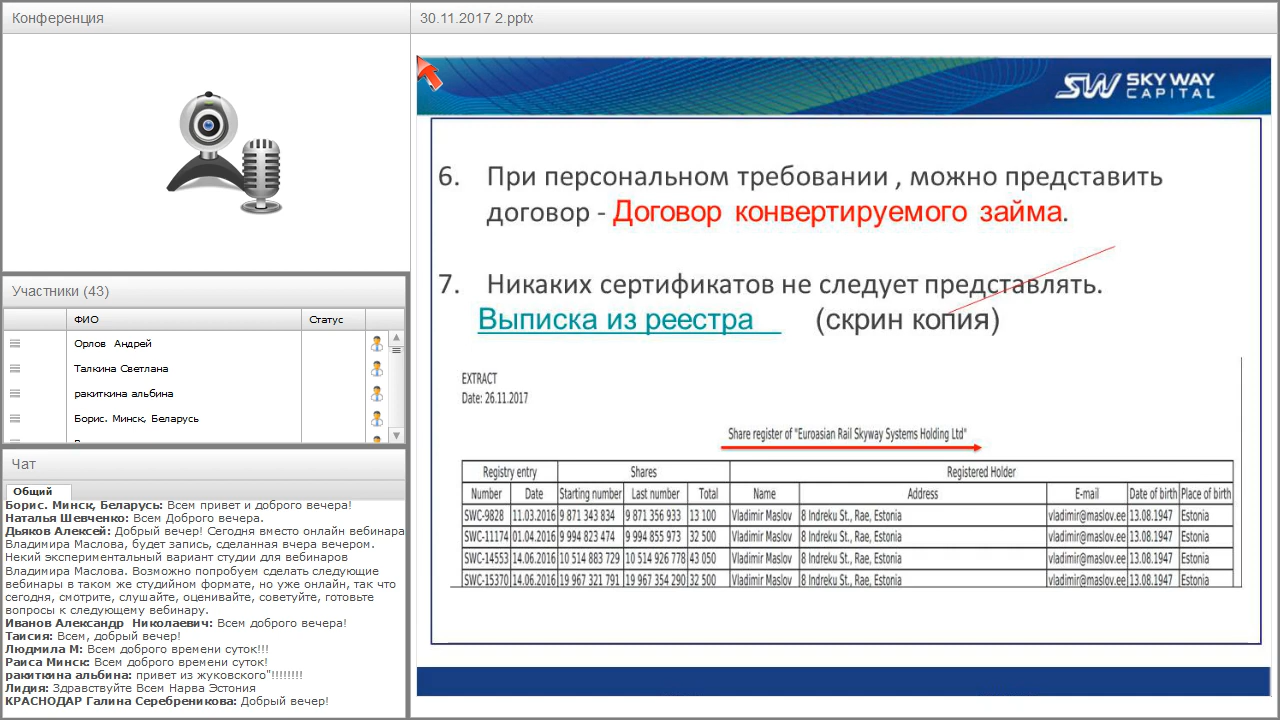 Конференция
30.11.2017 2.pptx
SW SKY WAY
CAPITAL
6. При персональном требовании , можно представить
договор - Договор конвертируемого займа.
7. Никаких сертификатов не следует представлять.
Выписка из реестра (скрин копия)
EXTRACT
Date: 26.11.2017
Share register of "Euroasian Rail Skyway Systems Holding Ltd"
Registry entry Shares Registered Holder
Number Date Starting number Last number Total Name Address E-mail Date of birth Place of birth
SWC-9828 11.03.2016 9 871 343 834 9 871 356 933 13 100 Vladimir Maslov 8 Indreku St., Rae, Estonia vladimir@maslov.ee 13.08.1947 Estonia
SWC-11174 01.04.2016 9 994 823 474 9 994 855 973 32 500 Vladimir Maslov 8 Indreku St., Rae, Estonia vladimir@maslov.ee 13.08.1947 Estonia
SWC-14553 14.06.2016 10 514 883 729 10 514 926 778 43 050 Vladimir Maslov 8 Indreku St., Rae, Estonia vladimir@maslov.ee 13.08.1947 Estonia
SWC-15370 14.06.2016 19 967 321 791 19 967 354 290 32 500 Vladimir Maslov 8 Indreku St., Rae, Estonia vladimir@maslov.ee 13.08.1947 Estonia
Участники (43)
ФИО Статус
Орлов Андрей
Талкина Светлана
ракиткина альбина
Борис. Минск, Беларусь
Чат
Общий
Борис. Минск, Беларусь: Всем привет и доброго вечера!
Наталья Шевченко: Всем Доброго вечера.
Дьяков Алексей: Добрый вечер! Сегодня вместо онлайн вебинара
Владимира Маслова, будет запись, сделанная вчера вечером.
Некий экспериментальный вариант студии для вебинаров
Владимира Маслова. Возможно попробуем сделать следующие
вебинары в таком же студийном формате, но уже онлайн, так что
сегодня, смотрите, слушайте, оценивайте, советуйте, готовьте
вопросы к следующему вебинару.
Иванов Александр Николаевич: Всем доброго вечера!
Таисия: Всем, добрый вечер!
Людмила М: Всем доброго времени суток!!!
Раиса Минск: Всем доброго времени суток!
ракиткина альбина: привет из жуковского"!!!!!!!!
Лидия: Здравствуйте Всем Нарва Эстония
КРАСНОДАР Галина Серебреникова: Добрый вечер!